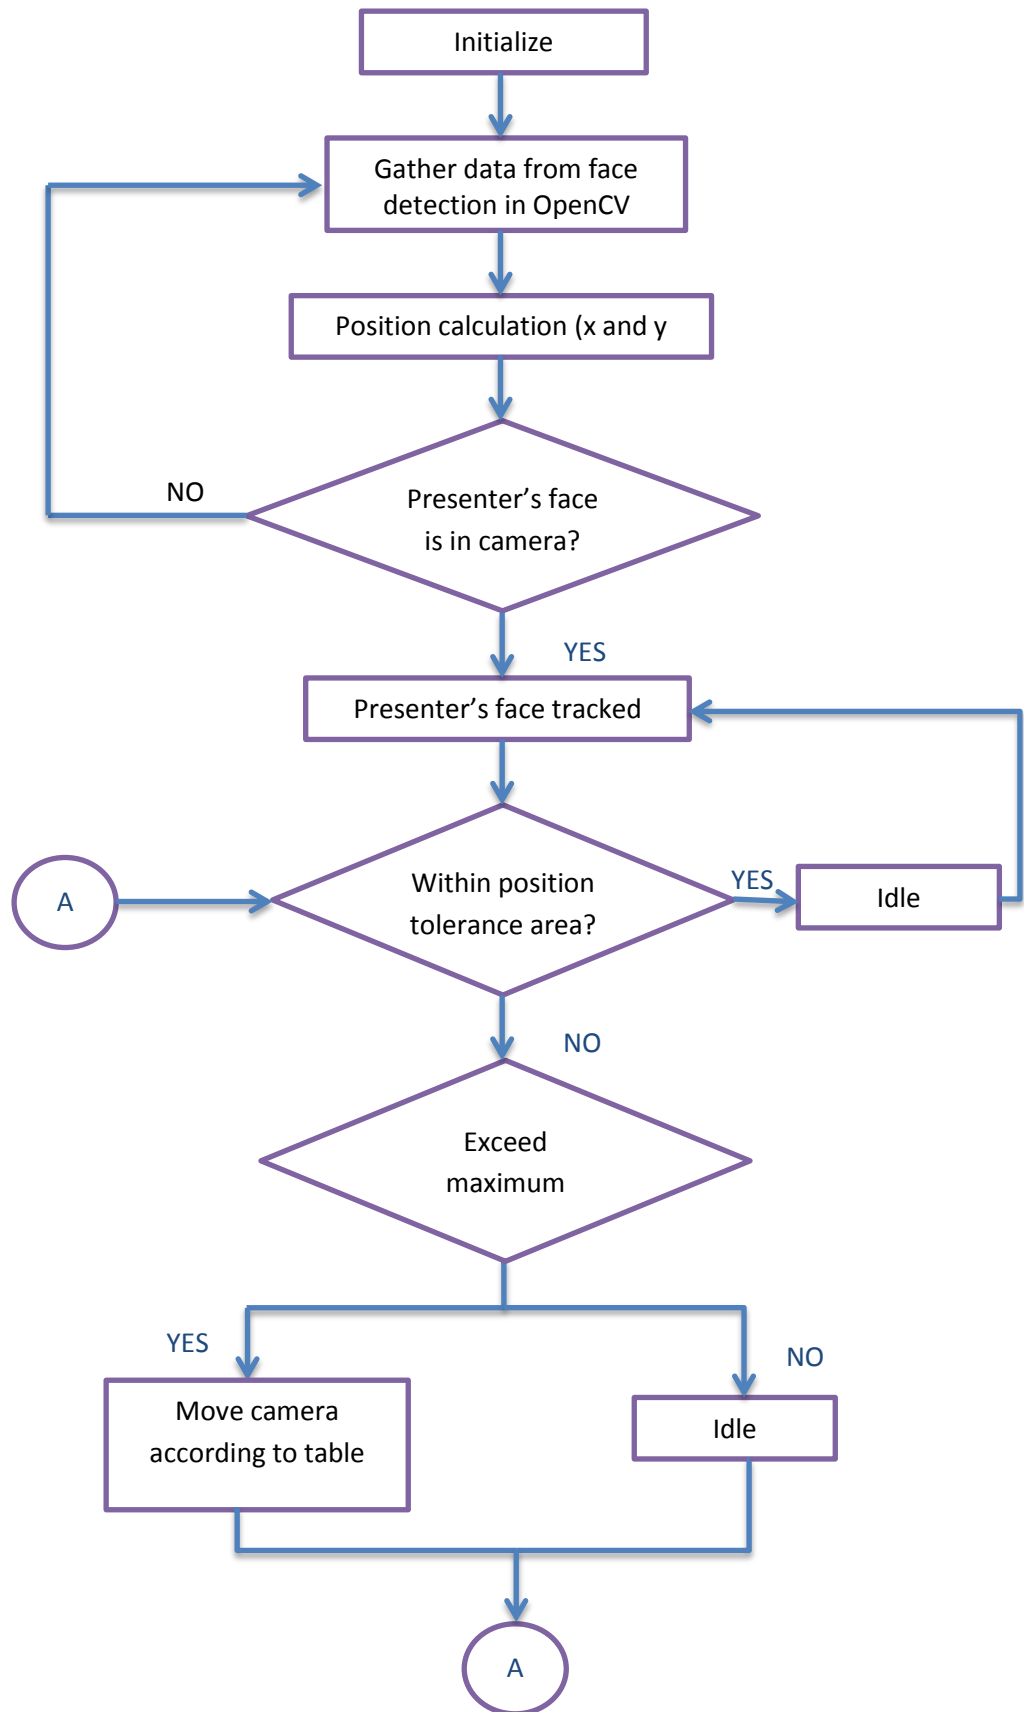 Initialize
Gather data from face
detection in OpenCV
Position calculation (x and y
NO
Presenter’s face
is in camera?
YES
Presenter’s face tracked
A
Within position
tolerance area?
YES
Idle
NO
Exceed
maximum
YES
NO
Move camera
according to table
Idle
A